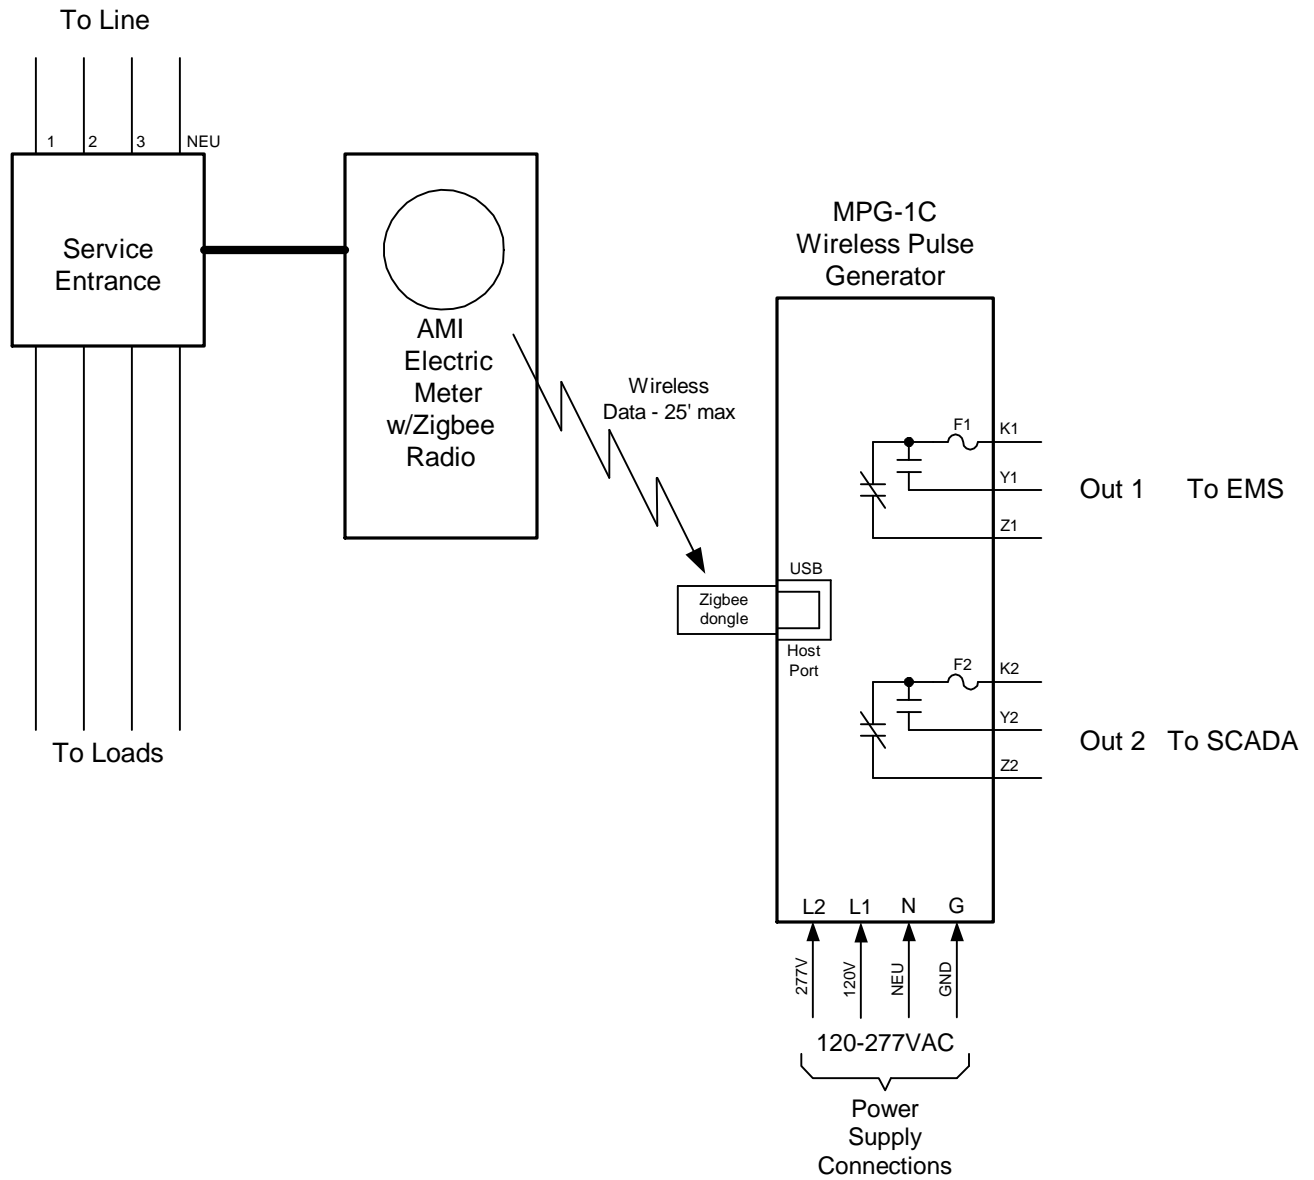 To Line
1
2
3
NEU
Service
Entrance
AMI
Electric
Meter
w/Zigbee
Radio
Wireless
Data - 25' max
MPG-1C
Wireless Pulse
Generator
F1
K1
Y1
Z1
Out 1 To EMS
USB
Zigbee
dongle
Host
Port
F2
K2
Y2
Z2
Out 2 To SCADA
To Loads
L2 L1 N G
277V
120V
NEU
GND
120-277VAC
Power
Supply
Connections